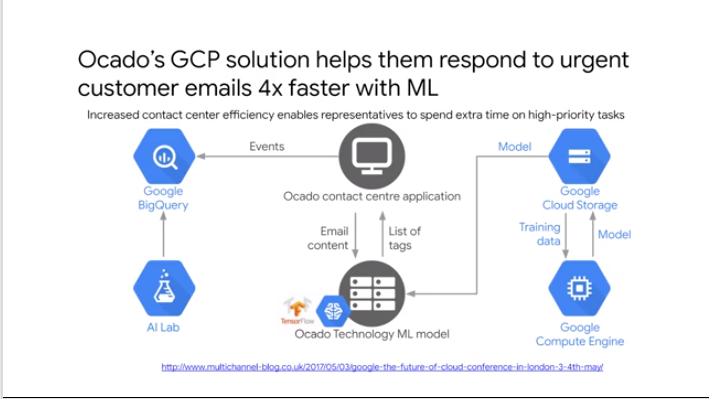 Ocado's GCP solution helps them respond to urgent
customer emails 4x faster with ML
Increased contact center efficiency enables representatives to spend extra time on high-priority tasks
Events
Model
Google
BigQuery
Ocado contact centre application
Google
Cloud Storage
Email
content
List of
tags
Training
data
Model
AI Lab
TensorFlow
Ocado Technology ML model
Google
Compute Engine
http://www.multichannel-blog.co.uk/2017/05/03/google-the-future-of-cloud-conference-in-london-3-4th-may/